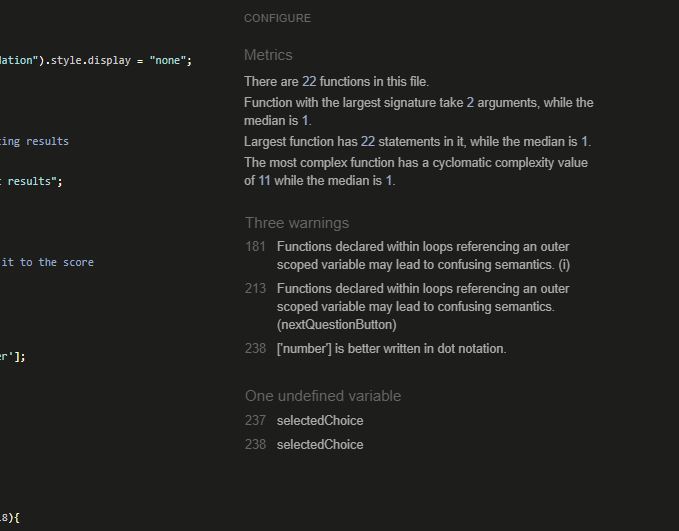 CONFIGURE
lation").style.display = "none";
Metrics
There are 22 functions in this file.
Function with the largest signature take 2 arguments, while the
median is 1.
ing results
Largest function has 22 statements in it, while the median is 1.
The most complex function has a cyclomatic complexity value
results";
of 11 while the median is 1.
Three warnings
181 Functions declared within loops referencing an outer
scoped variable may lead to confusing semantics. (i)
it to the score
213 Functions declared within loops referencing an outer
scoped variable may lead to confusing semantics.
(nextQuestionButton)
238 ['number'] is better written in dot notation.
er'];
One undefined variable
237 selectedChoice
238 selectedChoice
18){